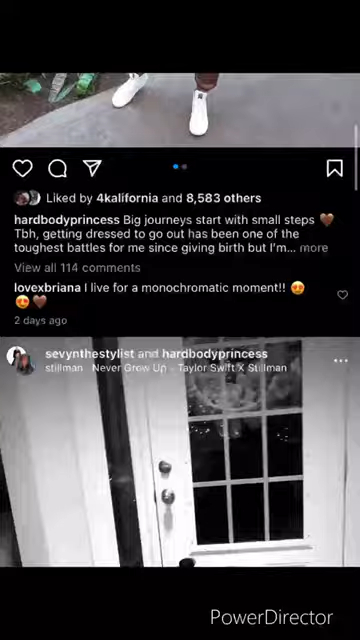 Liked by 4kalifornia and 8,583 others
hardbodyprincess Big journeys start with small steps 🤎
Tbh, getting dressed to go out has been one of the
toughest battles for me since giving birth but I'm... more
View all 114 comments
lovexbriana I live for a monochromatic moment!! 😍
😍🤎
2 days ago
sevynthestylist and hardbodyprincess
stillman · Never Grow Up - Taylor Swift X Stillman
PowerDirector